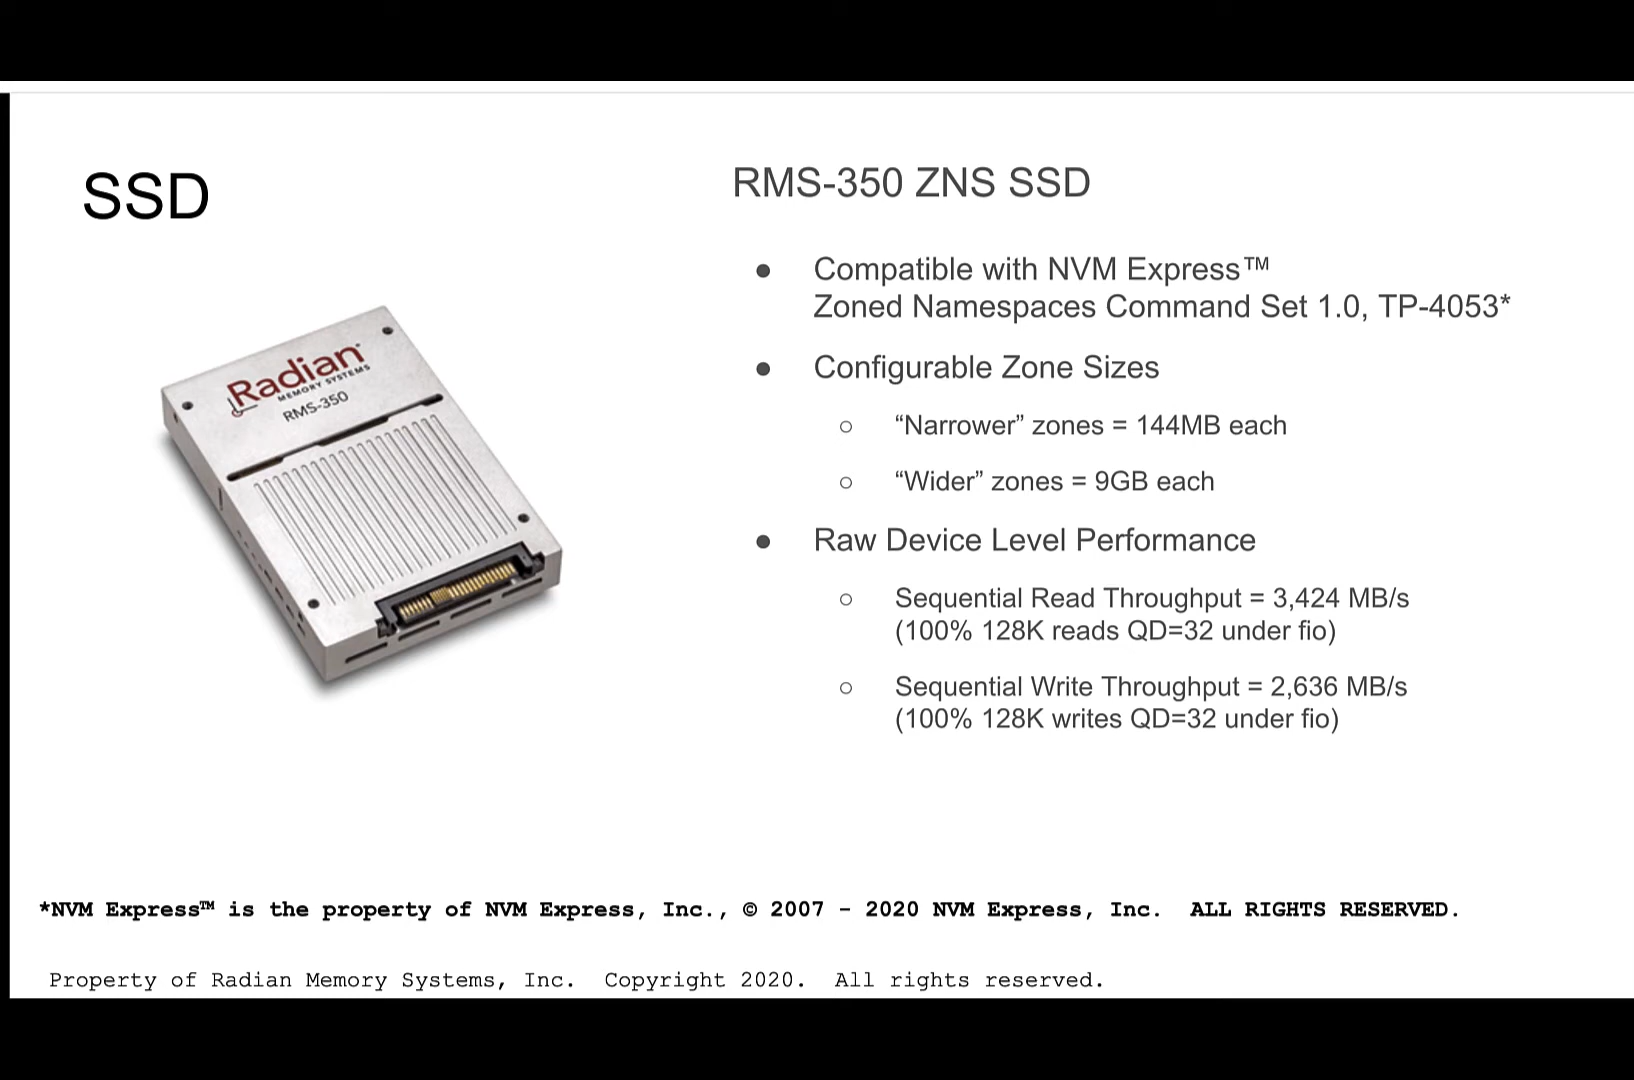 SSD
Radian
MEMORY SYSTEMS
RMS-350
RMS-350 ZNS SSD
● Compatible with NVM Express™
Zoned Namespaces Command Set 1.0, TP-4053*
● Configurable Zone Sizes
○ “Narrower” zones = 144MB each
○ “Wider” zones = 9GB each
● Raw Device Level Performance
○ Sequential Read Throughput = 3,424 MB/s
(100% 128K reads QD=32 under fio)
○ Sequential Write Throughput = 2,636 MB/s
(100% 128K writes QD=32 under fio)
*NVM Express™ is the property of NVM Express, Inc., © 2007 - 2020 NVM Express, Inc. ALL RIGHTS RESERVED.
Property of Radian Memory Systems, Inc. Copyright 2020. All rights reserved.